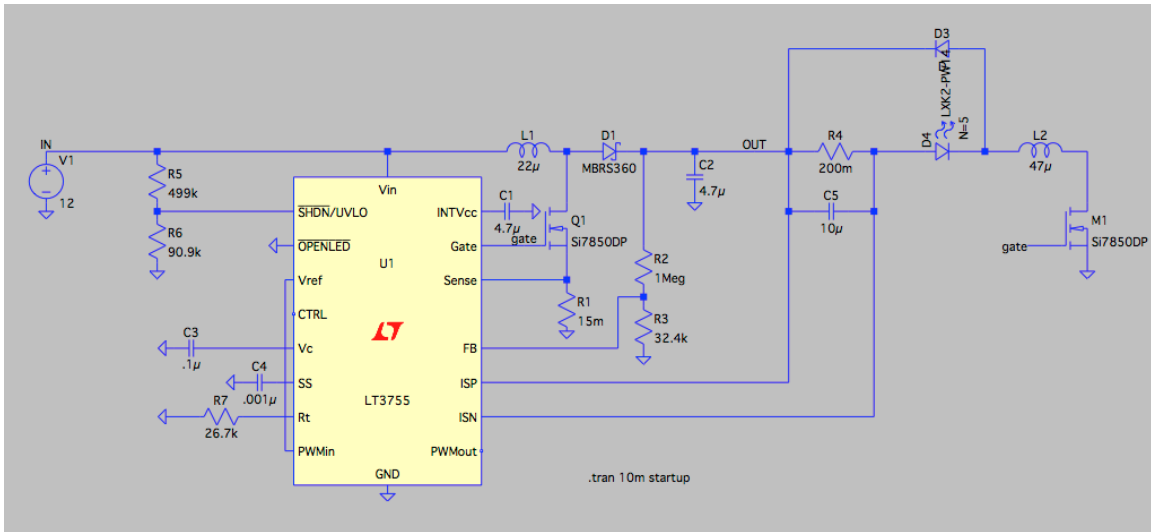 D3
D
LXK2-PW14
N=5
D4
IN
V1
12
R5
499k
R6
90.9k
L1
22µ
D1
MBRS360
OUT
R4
200m
L2
47µ
C2
4.7µ
C5
10µ
M1
Si7850DP
gate
Vin
SHDN/UVLO
OPENLED
Vref
CTRL
Vc
SS
Rt
PWMin
U1
LT3755
GND
INTVcc
Gate
Sense
FB
ISP
ISN
PWMout
C1
4.7µ
gate
Q1
Si7850DP
R2
1Meg
R1
15m
R3
32.4k
C3
.1µ
C4
.001µ
R7
26.7k
.tran 10m startup